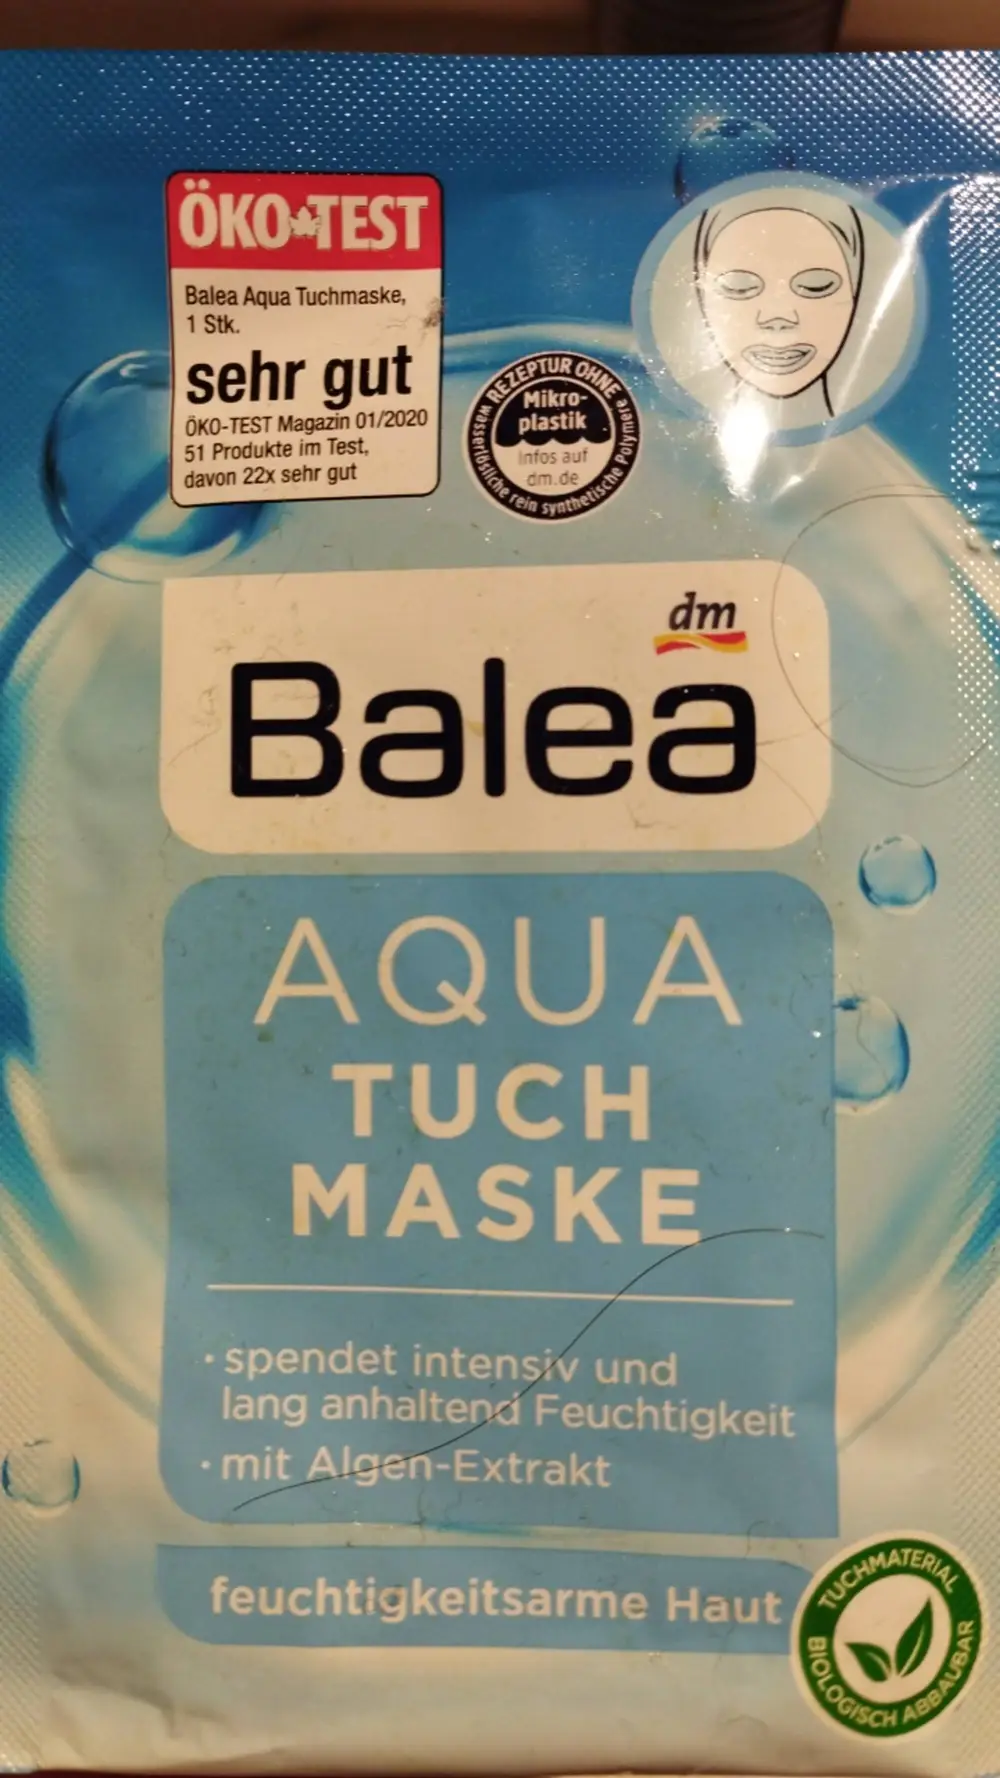 ÖKO TEST
Balea Aqua Tuchmaske,
1 Stk.
sehr gut
ÖKO-TEST Magazin 01/2020
51 Produkte im Test,
davon 22x sehr gut
REZEPTUR OHNE
Mikro-
plastik
Infos auf
dm.de
wasserlösliche rein synthetische Polymere
dm
Balea
AQUA
TUCH
MASKE
· spendet intensiv und
lang anhaltend Feuchtigkeit
· mit Algen-Extrakt
feuchtigkeitsarme Haut
TUCHMATERIAL
BIOLOGISCH ABBAUBAR